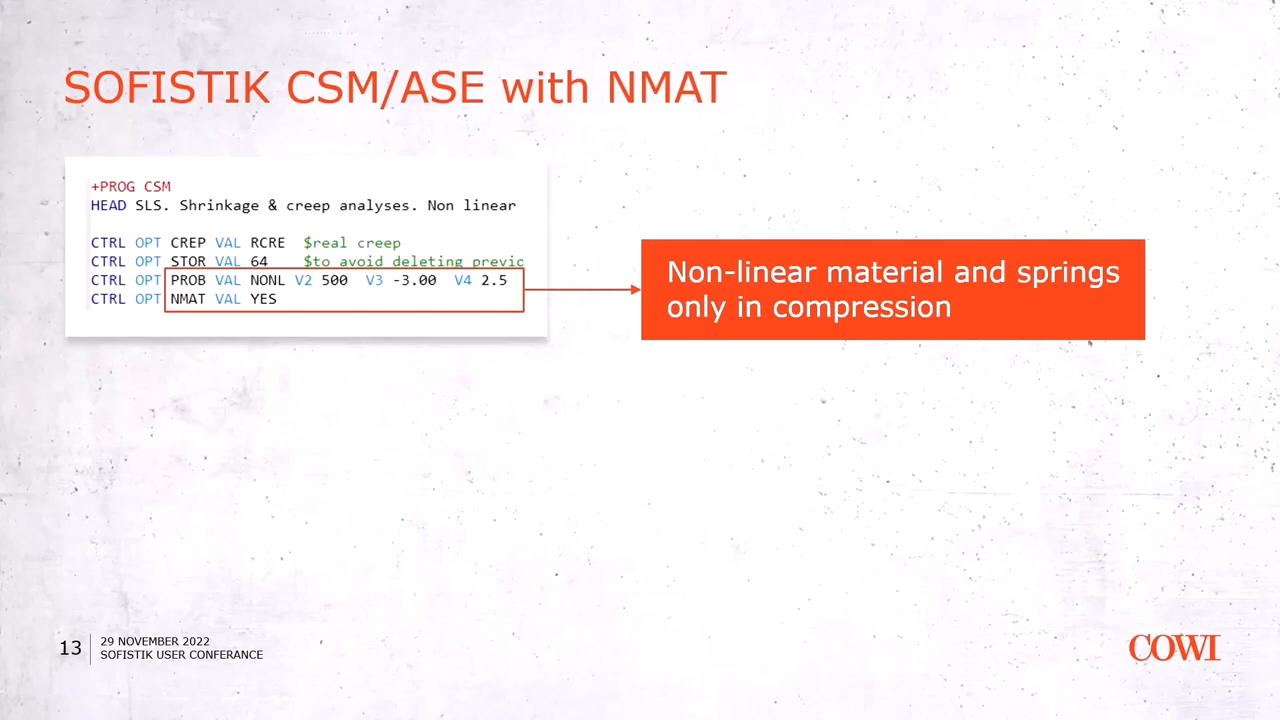 SOFISTIK CSM/ASE with NMAT
+PROG CSM
HEAD SLS. Shrinkage & creep analyses. Non linear
CTRL OPT CREP VAL RCRE $real creep
CTRL OPT STOR VAL 64 $to avoid deleting previc
CTRL OPT PROB VAL NONL V2 500 V3 -3.00 V4 2.5
CTRL OPT NMAT VAL YES
Non-linear material and springs
only in compression
13
29 NOVEMBER 2022
SOFISTIK USER CONFERANCE
COWI